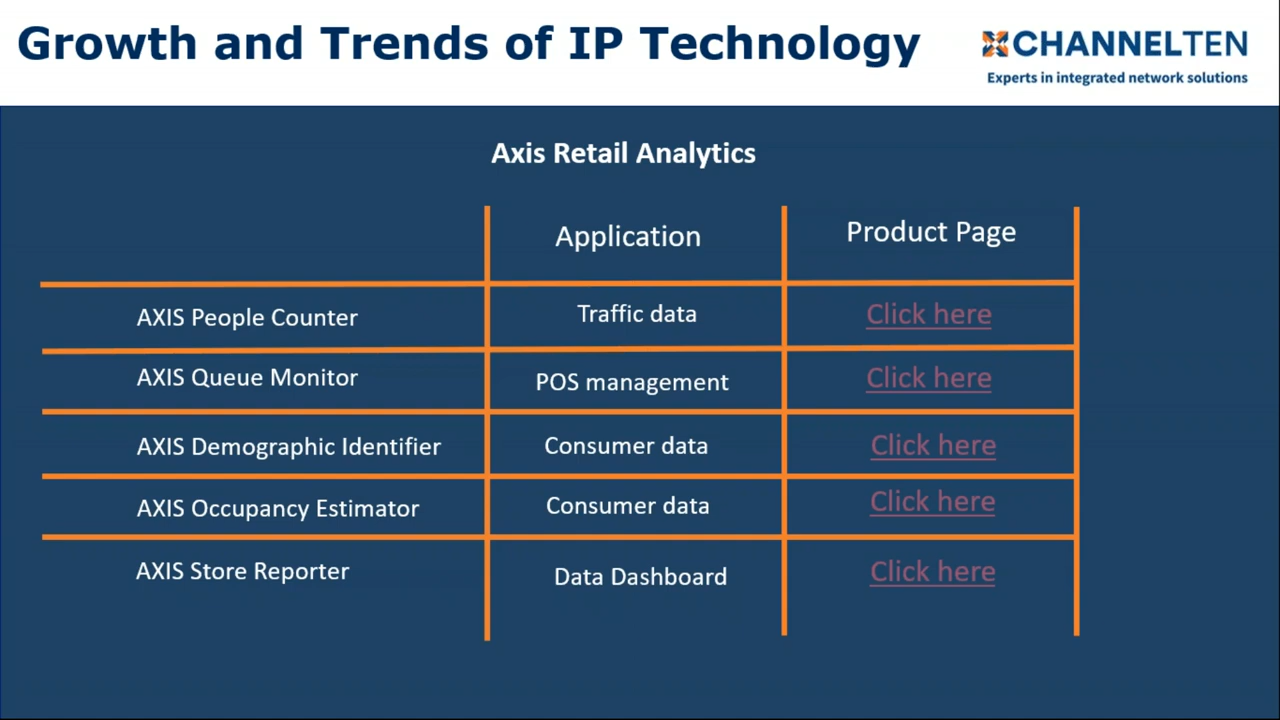 Growth and Trends of IP Technology
CHANNELTEN
Experts in integrated network solutions
Axis Retail Analytics
Application
Product Page
AXIS People Counter
Traffic data
Click here
AXIS Queue Monitor
POS management
Click here
AXIS Demographic Identifier
Consumer data
Click here
AXIS Occupancy Estimator
Consumer data
Click here
AXIS Store Reporter
Data Dashboard
Click here